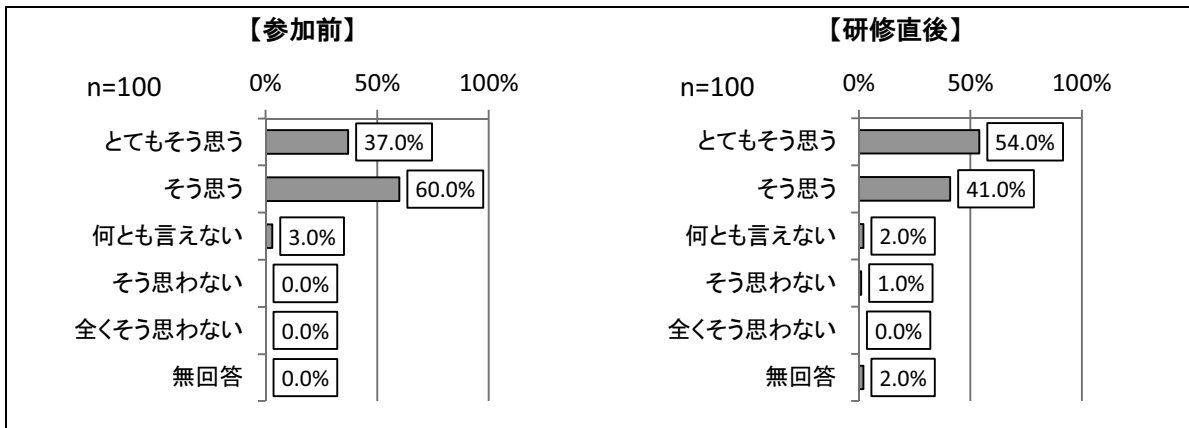 【参加前】
n=100
0% 50% 100%
とてもそう思う 37.0%
そう思う 60.0%
何とも言えない 3.0%
そう思わない 0.0%
全くそう思わない 0.0%
無回答 0.0%
【研修直後】
n=100
0% 50% 100%
とてもそう思う 54.0%
そう思う 41.0%
何とも言えない 2.0%
そう思わない 1.0%
全くそう思わない 0.0%
無回答 2.0%